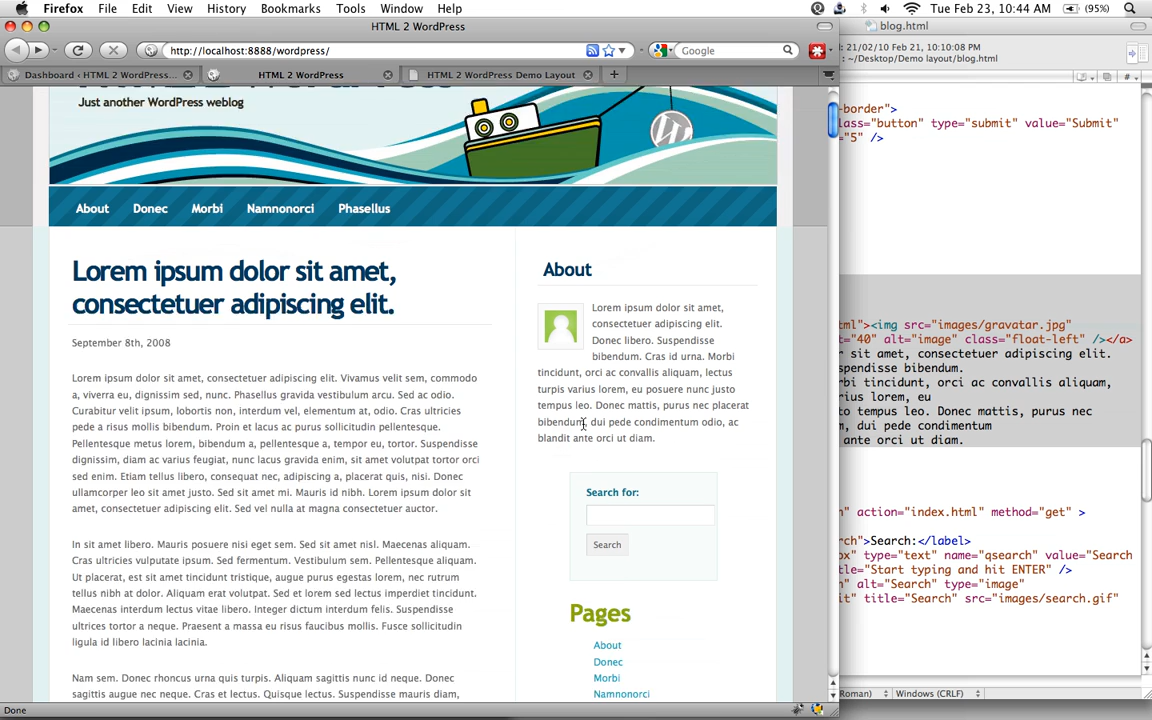 Firefox File Edit View History Bookmarks Tools Window Help
Tue Feb 23, 10:44 AM (95%)
HTML 2 WordPress
blog.html
http://localhost:8888/wordpress/
Google
: 21/02/10 Feb 21, 10:10:08 PM
: ~/Desktop/Demo layout/blog.html
Dashboard ‹ HTML 2 WordPress...
HTML 2 WordPress
HTML 2 WordPress Demo Layout
Just another WordPress weblog
About Donec Morbi Namnonorci Phasellus
Lorem ipsum dolor sit amet,
consectetuer adipiscing elit.
September 8th, 2008
Lorem ipsum dolor sit amet, consectetuer adipiscing elit. Vivamus velit sem, commodo
a, viverra eu, dignissim sed, nunc. Phasellus gravida vestibulum arcu. Sed ac odio.
Curabitur velit ipsum, lobortis non, interdum vel, elementum at, odio. Cras ultricies
pede a risus mollis bibendum. Proin et lacus ac purus sollicitudin pellentesque.
Pellentesque metus lorem, bibendum a, pellentesque a, tempor eu, tortor. Suspendisse
dignissim, diam ac varius feugiat, nunc lacus gravida enim, sit amet volutpat tortor orci
sed enim. Etiam tellus libero, consequat nec, adipiscing a, placerat quis, nisi. Donec
ullamcorper leo sit amet justo. Sed sit amet mi. Mauris id nibh. Lorem ipsum dolor sit
amet, consectetuer adipiscing elit. Sed vel nulla at magna consectetuer auctor.
In sit amet libero. Mauris posuere nisi eget sem. Sed sit amet nisl. Maecenas aliquam.
Cras ultricies vulputate ipsum. Sed fermentum. Vestibulum sem. Pellentesque aliquam.
Ut placerat, est sit amet tincidunt tristique, augue purus egestas lorem, nec rutrum
tellus nibh at dolor. Aliquam erat volutpat. Sed et lorem sed lectus imperdiet tincidunt.
Maecenas interdum lectus vitae libero. Integer dictum interdum felis. Suspendisse
ultrices tortor a neque. Praesent a massa eu risus faucibus mollis. Fusce sollicitudin
ligula id libero lacinia lacinia.
Nam sem. Donec rhoncus urna quis turpis. Aliquam sagittis nunc id neque. Donec
sagittis augue nec neque. Cras et lectus. Quisque lectus. Suspendisse mauris diam,
About
Lorem ipsum dolor sit amet,
consectetuer adipiscing elit.
Donec libero. Suspendisse
bibendum. Cras id urna. Morbi
tincidunt, orci ac convallis aliquam, lectus
turpis varius lorem, eu posuere nunc justo
tempus leo. Donec mattis, purus nec placerat
bibendum, dui pede condimentum odio, ac
blandit ante orci ut diam.
Search for:
Search
Pages
About
Donec
Morbi
Namnonorci
-border">
lass="button" type="submit" value="Submit"
="5" />
ml"><img src="images/gravatar.jpg"
t="40" alt="image" class="float-left" /></a>
r sit amet, consectetuer adipiscing elit.
spendisse bibendum.
rbi tincidunt, orci ac convallis aliquam,
rius lorem, eu
o tempus leo. Donec mattis, purus nec
m, dui pede condimentum
ante orci ut diam.
h" action="index.html" method="get" >
rch">Search:</label>
ox" type="text" name="qsearch" value="Search
tle="Start typing and hit ENTER" />
n" alt="Search" type="image"
it" title="Search" src="images/search.gif"
Done
Roman)
Windows (CRLF)